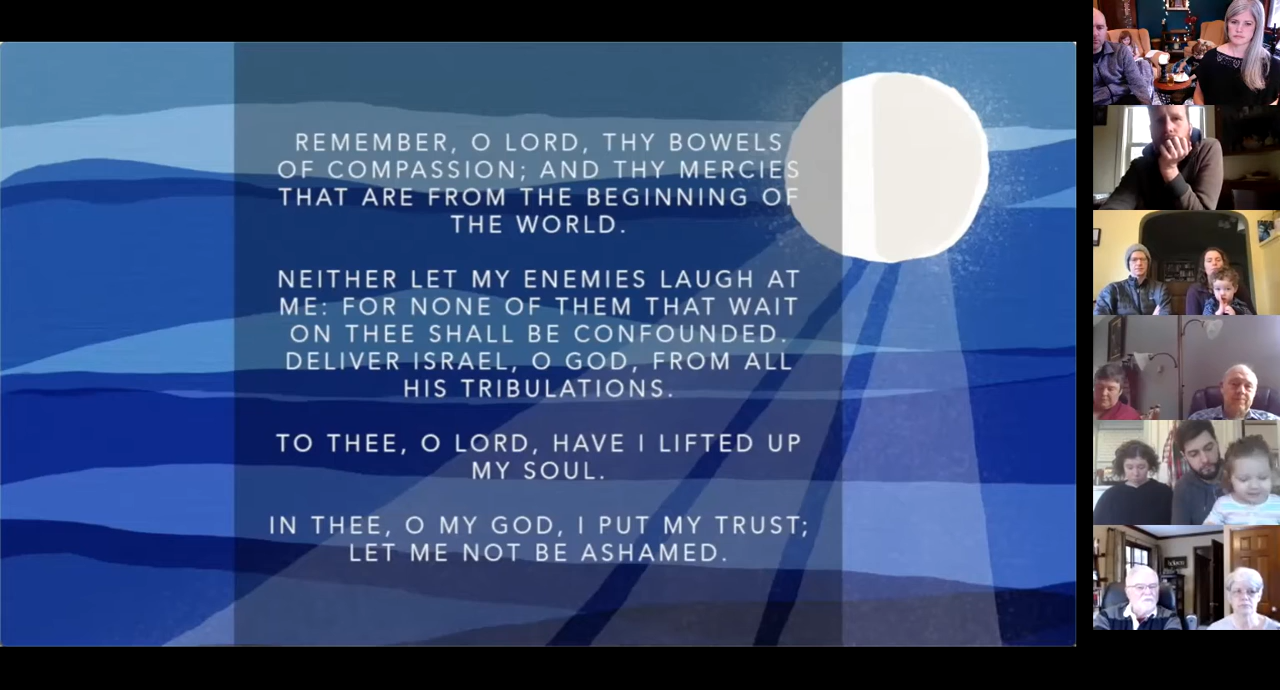 REMEMBER, O LORD, THY BOWELS
OF COMPASSION; AND THY MERCIES
THAT ARE FROM THE BEGINNING OF
THE WORLD.
NEITHER LET MY ENEMIES LAUGH AT
ME: FOR NONE OF THEM THAT WAIT
ON THEE SHALL BE CONFOUNDED.
DELIVER ISRAEL, O GOD, FROM ALL
HIS TRIBULATIONS.
TO THEE, O LORD, HAVE I LIFTED UP
MY SOUL.
IN THEE, O MY GOD, I PUT MY TRUST;
LET ME NOT BE ASHAMED.